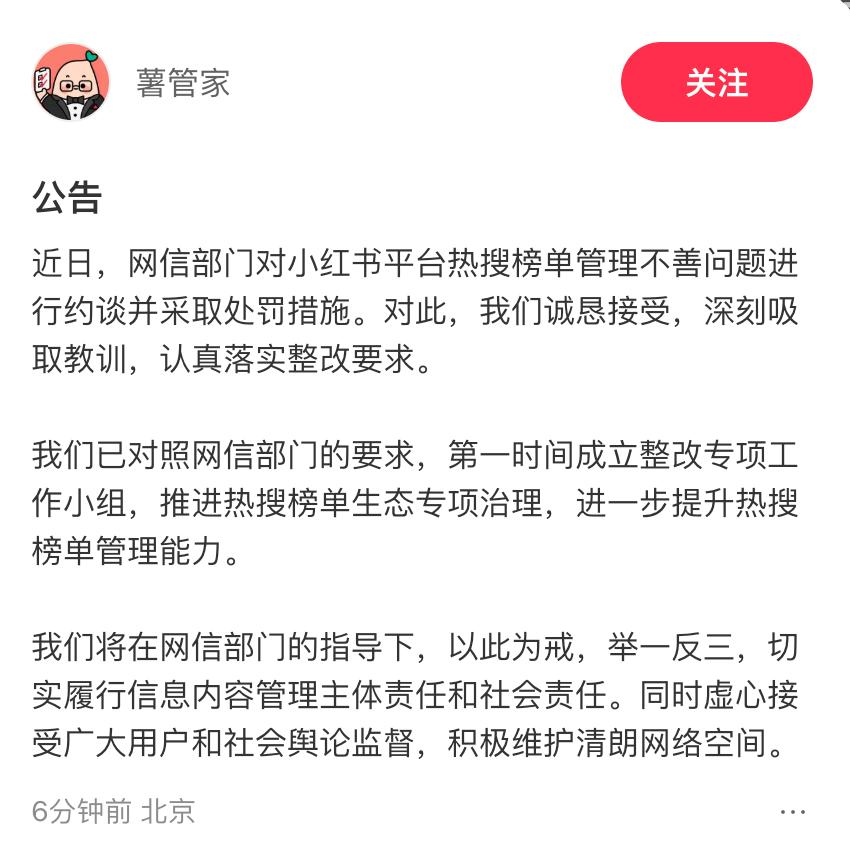 薯管家
关注
公告
近日，网信部门对小红书平台热搜榜单管理不善问题进
行约谈并采取处罚措施。对此，我们诚恳接受，深刻吸
取教训，认真落实整改要求。
我们已对照网信部门的要求，第一时间成立整改专项工
作小组，推进热搜榜单生态专项治理，进一步提升热搜
榜单管理能力。
我们将在网信部门的指导下，以此为戒，举一反三，切
实履行信息内容管理主体责任和社会责任。同时虚心接
受广大用户和社会舆论监督，积极维护清朗网络空间。
6分钟前 北京